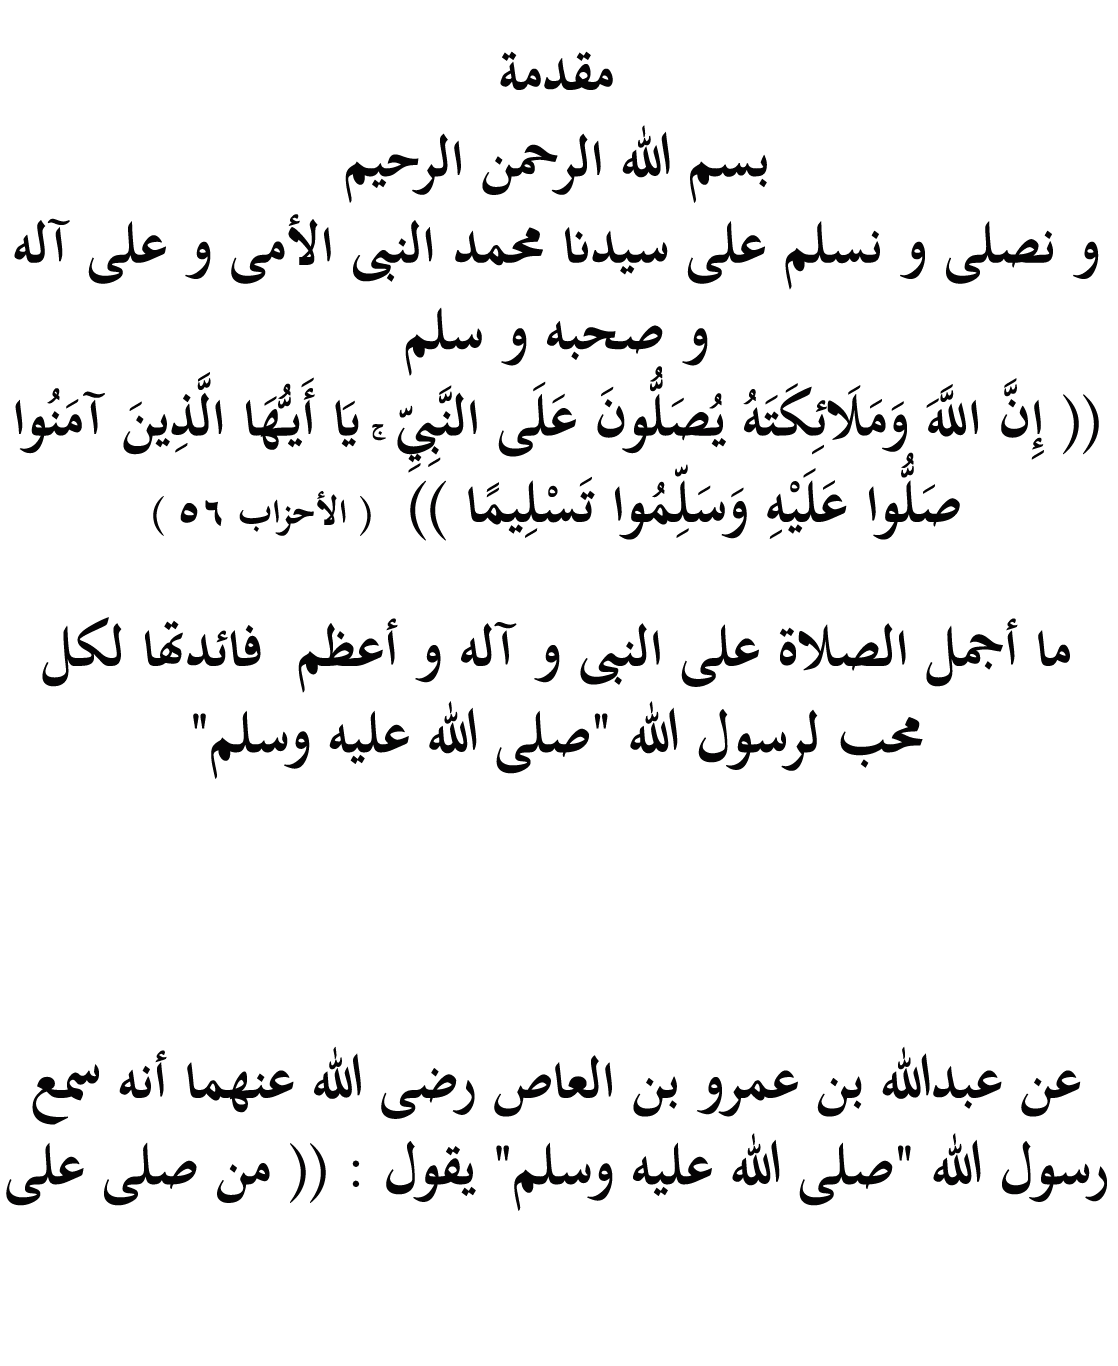 مقدمة
بسم الله الرحمن الرحيم
و نصلى و نسلم على سيدنا محمد النبى الأمى و على آله
و صحبه و سلم
(( إِنَّ اللَّهَ وَمَلَائِكَتَهُ يُصَلُّونَ عَلَى النَّبِيِّ ۚ يَا أَيُّهَا الَّذِينَ آمَنُوا
صَلُّوا عَلَيْهِ وَسَلِّمُوا تَسْلِيمًا )) ( الأحزاب ٥٦ )
ما أجمل الصلاة على النبى و آله و أعظم فائدتها لكل
محب لرسول الله "صلى الله عليه وسلم"
عن عبدالله بن عمرو بن العاص رضى الله عنهما أنه سمع
رسول الله "صلى الله عليه وسلم" يقول : (( من صلى على